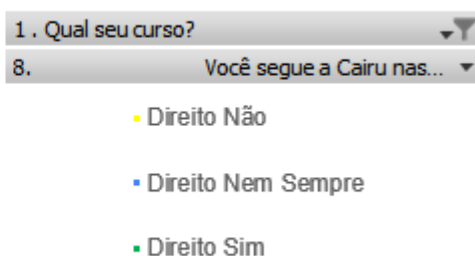 1 . Qual seu curso?
8. Você segue a Cairu nas...
Direito Não
Direito Nem Sempre
Direito Sim